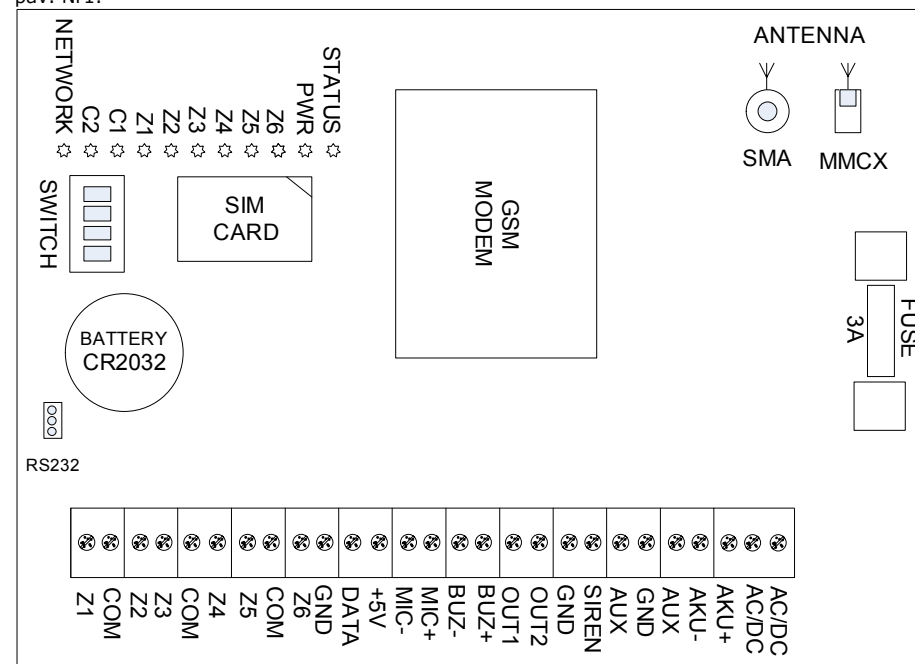 pav. Nr1.
ANTENNA
NETWORK
C2
C1
Z1
Z2
Z3
Z4
Z5
Z6
PWR
STATUS
SMA
MMCX
SWITCH
SIM
CARD
GSM
MODEM
FUSE
3A
BATTERY
CR2032
RS232
Z1
COM
Z2
Z3
COM
Z4
Z5
COM
Z6
GND
DATA
+5V
MIC-
MIC+
BUZ-
BUZ+
OUT1
OUT2
GND
SIREN
AUX
GND
AUX
AKU-
AKU+
AC/DC
AC/DC